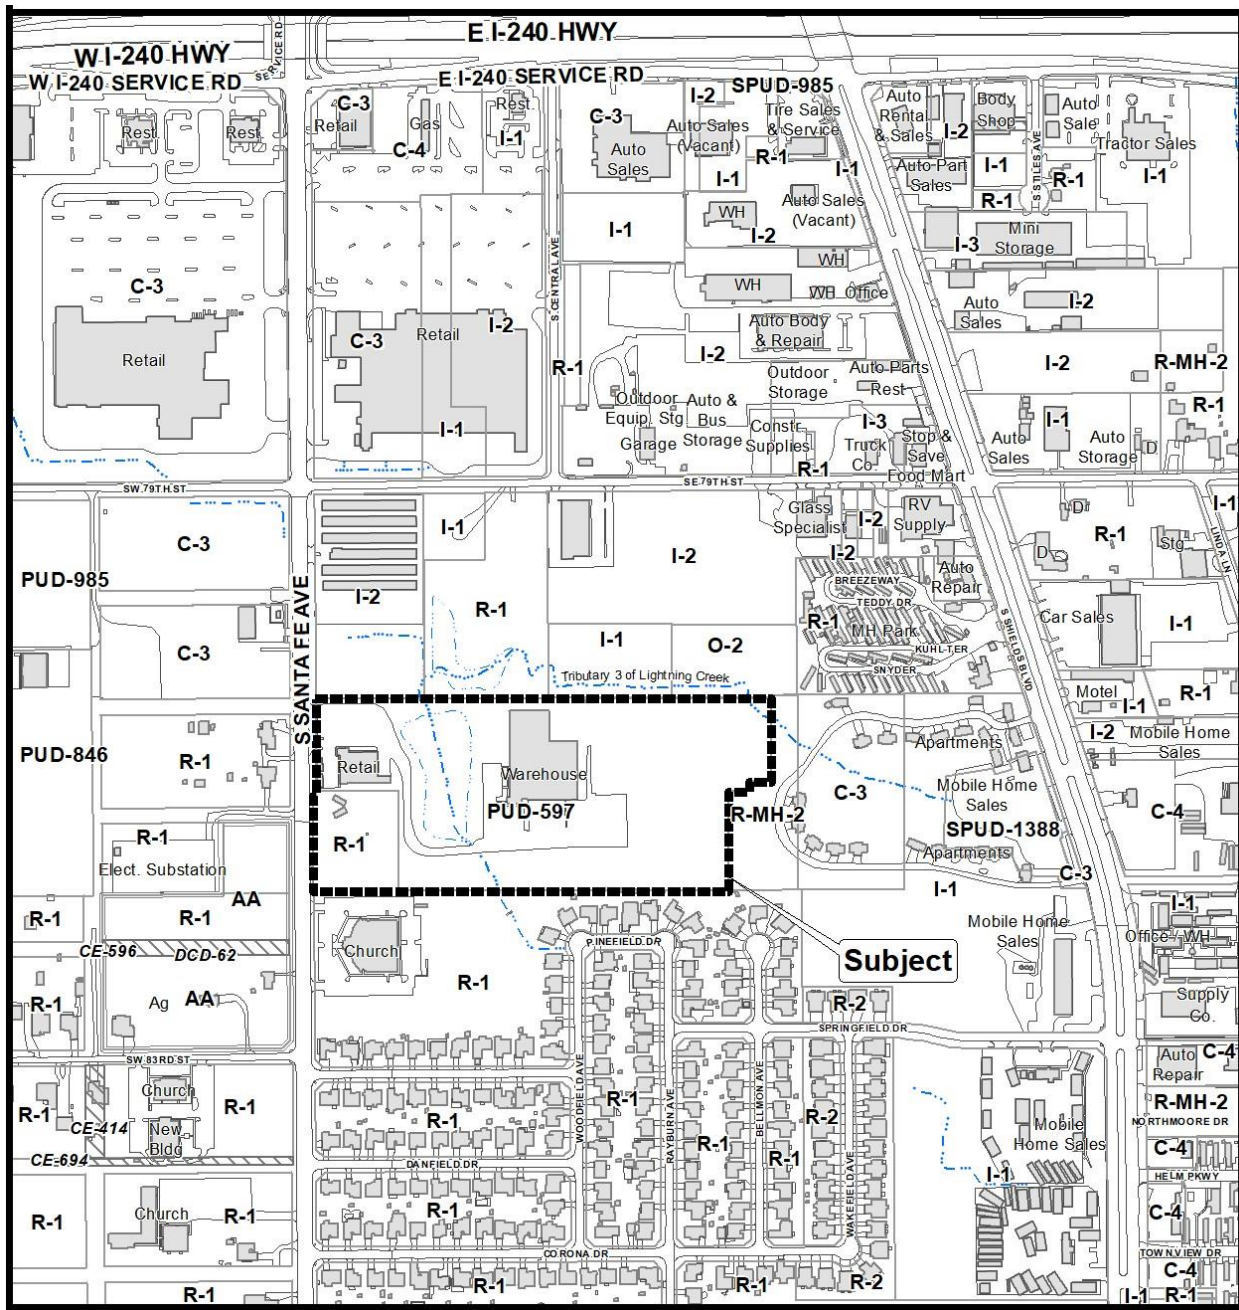 E I-240 HWY
W I-240 HWY
W I-240 SERVICE RD
SERVICE RD
E I-240 SERVICE RD
SPUD-985
Rest.
Rest.
C-3
Retail
Gas
C-4
Rest.
I-1
C-3
Auto
Sales
I-2
Auto Sales
(Vacant)
I-1
R-1
Tire Sales
& Service
I-1
Auto
Rental
& Sales
I-2
Body
Shop
Auto
Sale
Tractor Sales
I-1
Auto Part
Sales
I-1
R-1
R-1
S STILES AVE
Auto Sales
(Vacant)
WH
I-2
I-1
I-3
Mini
Storage
S CENTRAL AVE
WH
WH
WH
Office
Auto
Sales
I-2
C-3
Retail
C-3
Retail
I-2
I-1
R-1
Auto Body
& Repair
I-2
Outdoor
Storage
Auto Parts
Rest
I-2
R-MH-2
R-1
Outdoor
Equip. Stg
Garage
Auto &
Bus
Storage
Constr.
Supplies
R-1
I-3
Truck
Co.
Stop &
Save
Food Mart
Auto
Sales
I-1
Auto
Storage
D
SW 79TH ST
SE 79TH ST
C-3
PUD-985
S SANTA FE AVE
I-1
I-2
R-1
I-2
Glass
Specialist
I-2
I-2
RV
Supply
Auto
Repair
D
R-1
Stg
D
I-1
LINDA LN
BREEZEWAY
TEDDY DR
R-1
MH Park
KUHLTER
SNYDER
S SHIELDS BLVD
Car Sales
I-1
C-3
I-1
O-2
Tributary 3 of Lightning Creek
Motel
I-1
R-1
PUD-846
R-1
Retail
Warehouse
PUD-597
R-1
R-MH-2
C-3
Apartments
I-2
Mobile Home
Sales
Mobile Home
Sales
SPUD-1388
Apartments
C-4
C-3
I-1
R-1
Elect. Substation
AA
R-1
R-1
CE-596
DCD-62
Church
R-1
PINEFIELD DR
Subject
Mobile Home
Sales
I-1
Office / WH
Supply
Co.
R-1
Ag
AA
R-2
SPRINGFIELD DR
SW 83RD ST
Auto
Repair
C-4
Church
R-1
R-1
New
Bldg
CE-414
CE-694
R-1
WOODFIELD AVE
R-1
RAYBURN AVE
R-1
BELLMON AVE
R-1
R-2
WAKEFIELD AVE
Mobile
Home Sales
I-1
R-MH-2
NORTHMOORE DR
C-4
HELM PKWY
DANFIELD DR
R-1
R-1
Church
R-1
C-4
CORONA DR
TOWNVIEW DR
C-4
R-1
R-1
R-1
R-2
I-1
R-1